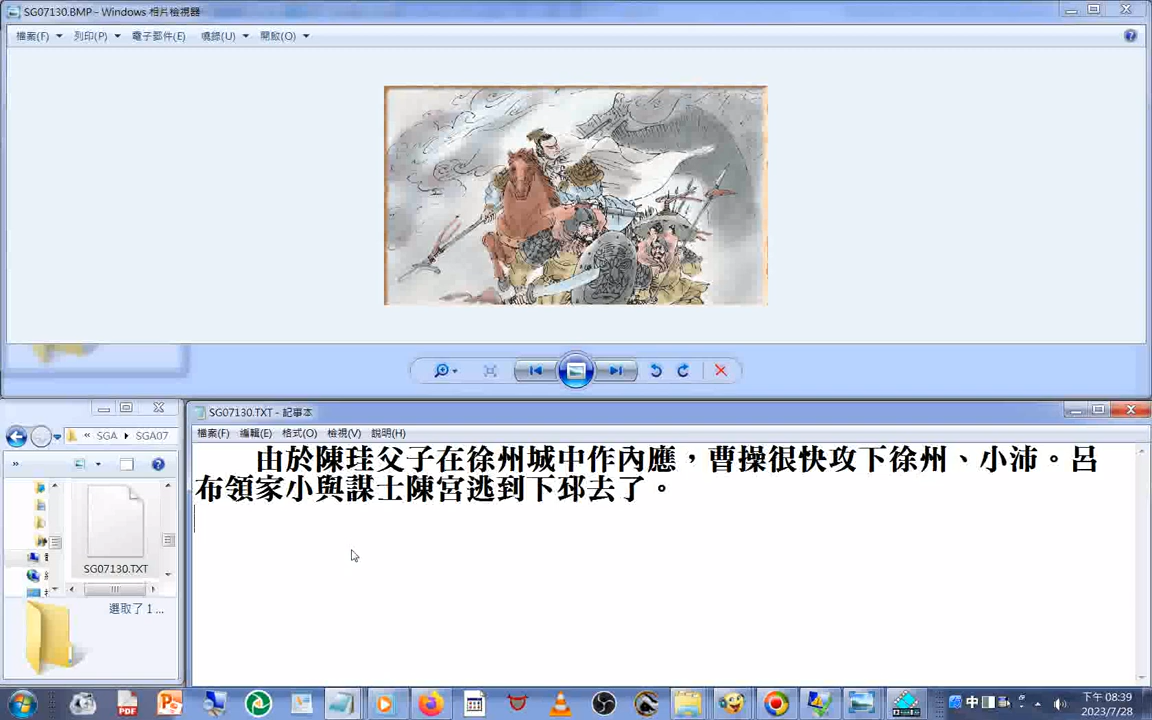 SG07130.BMP - Windows 相片檢視器
檔案(F) 列印(P) 電子郵件(E) 燒錄(U) 開啟(O)
SGA SGA07
SG07130.TXT
選取了 1 ...
SG07130.TXT - 記事本
檔案(F) 編輯(E) 格式(O) 檢視(V) 說明(H)
由於陳珪父子在徐州城中作內應，曹操很快攻下徐州、小沛。呂
布領家小與謀士陳宮逃到下邳去了。
PDF
中
下午 08:39
2023/7/28